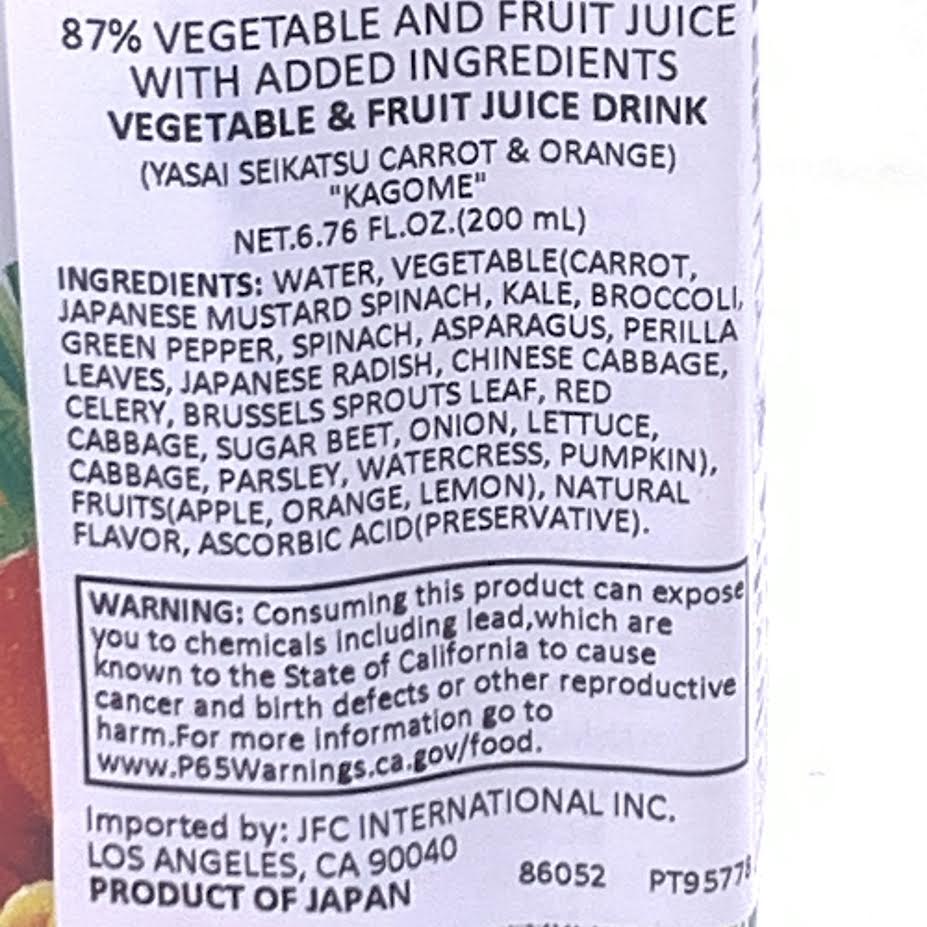 87% VEGETABLE AND FRUIT JUICE
WITH ADDED INGREDIENTS
VEGETABLE & FRUIT JUICE DRINK
(YASAI SEIKATSU CARROT & ORANGE)
"KAGOME"
NET.6.76 FL.OZ.(200 mL)
INGREDIENTS: WATER, VEGETABLE(CARROT,
JAPANESE MUSTARD SPINACH, KALE, BROCCOLI,
GREEN PEPPER, SPINACH, ASPARAGUS, PERILLA
LEAVES, JAPANESE RADISH, CHINESE CABBAGE,
CELERY, BRUSSELS SPROUTS LEAF, RED
CABBAGE, SUGAR BEET, ONION, LETTUCE,
CABBAGE, PARSLEY, WATERCRESS, PUMPKIN),
FRUITS(APPLE, ORANGE, LEMON), NATURAL
FLAVOR, ASCORBIC ACID(PRESERVATIVE).
WARNING: Consuming this product can expose
you to chemicals including lead,which are
known to the State of California to cause
cancer and birth defects or other reproductive
harm.For more information go to
www.P65Warnings.ca.gov/food.
Imported by: JFC INTERNATIONAL INC.
LOS ANGELES, CA 90040
86052 
PRODUCT OF JAPAN